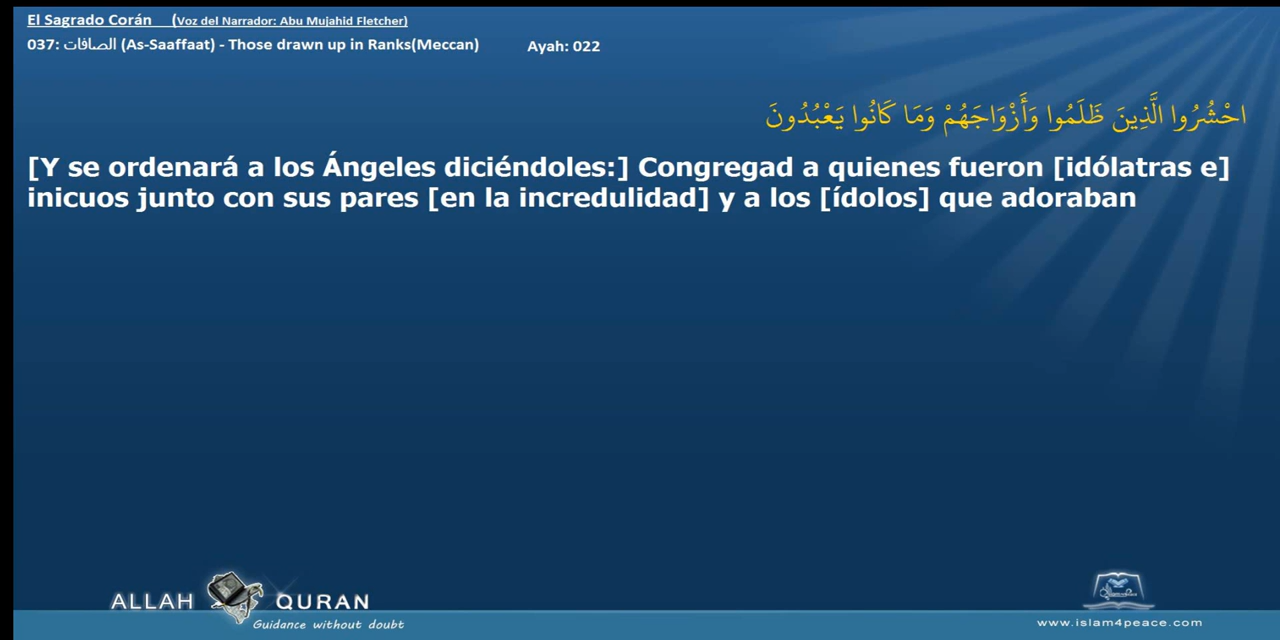 El Sagrado Corán (Voz del Narrador: Abu Mujahid Fletcher)
037: الصافات (As-Saaffaat) - Those drawn up in Ranks(Meccan) Ayah: 022
احْشُرُوا الَّذِينَ ظَلَمُوا وَأَزْوَاجَهُمْ وَمَا كَانُوا يَعْبُدُونَ
[Y se ordenará a los Ángeles diciéndoles:] Congregad a quienes fueron [idólatras e]
inicuos junto con sus pares [en la incredulidad] y a los [ídolos] que adoraban
ALLAH QURAN
Guidance without doubt
www.islam4peace.com